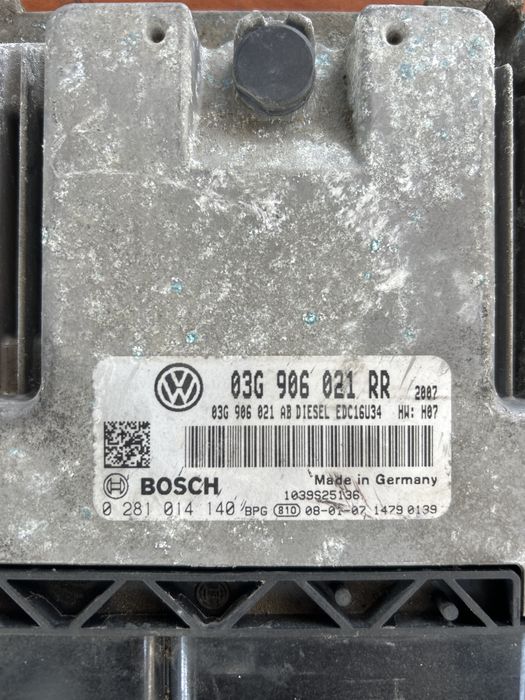 03G 906 021 RR 2007
03G 906 021 AB DIESEL EDC16U34 HW: H07
BOSCH Made in Germany
1039S25136
0 281 014 140 BPG 810 08-01-07 1479 0139